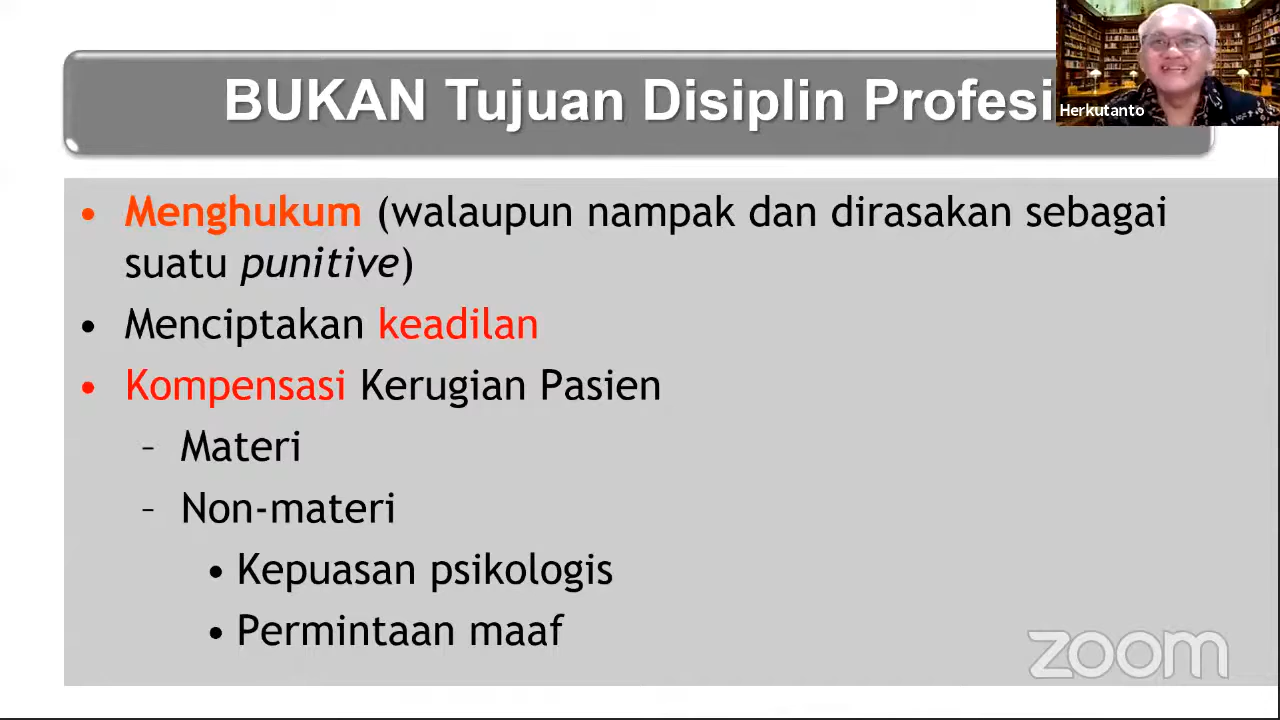 BUKAN Tujuan Disiplin Profesi
Herkutanto
• Menghukum (walaupun nampak dan dirasakan sebagai
suatu punitive)
• Menciptakan keadilan
• Kompensasi Kerugian Pasien
– Materi
– Non-materi
• Kepuasan psikologis
• Permintaan maaf
zoom